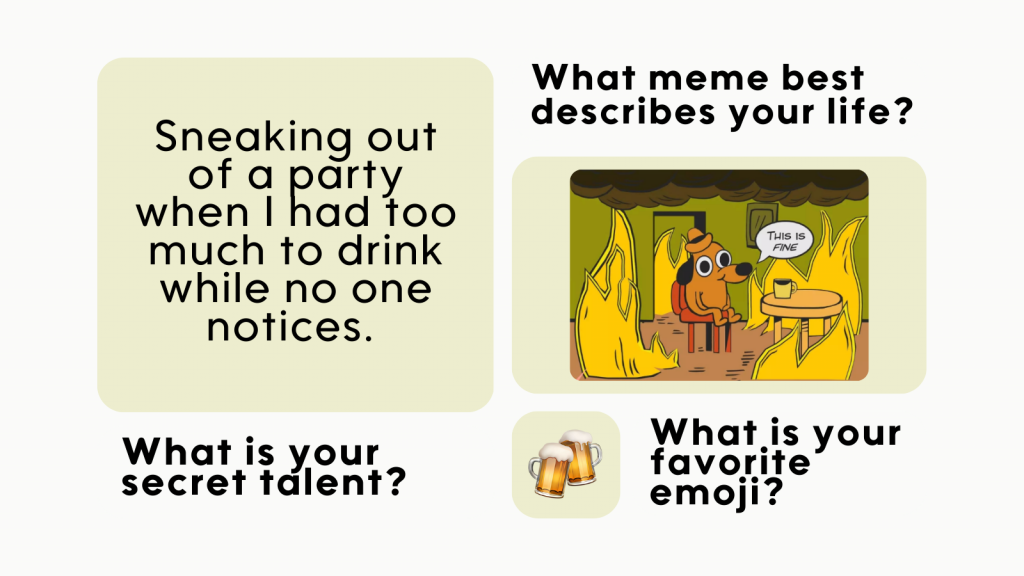 Sneaking out
of a party
when I had too
much to drink
while no one
notices.
What is your
secret talent?
What meme best
describes your life?
THIS IS
FINE
What is your
favorite
emoji?